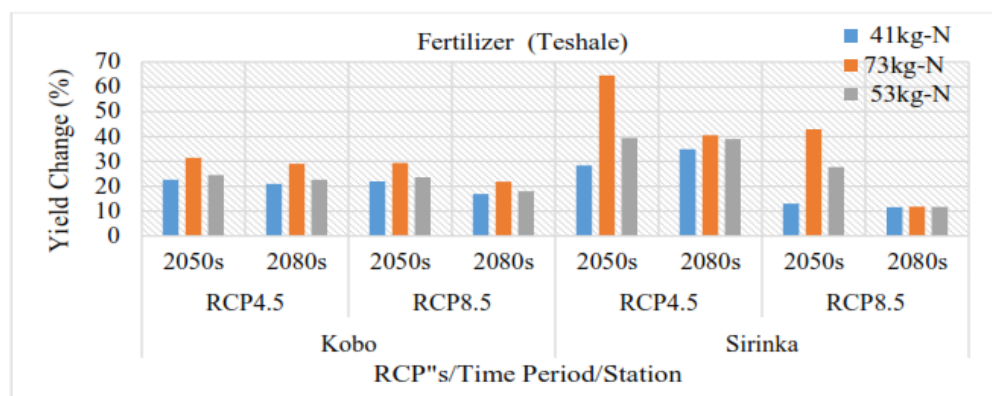 Fertilizer (Teshale)
41kg-N
73kg-N
53kg-N
Yield Change (%)
70
60
50
40
30
20
10
0
2050s 2080s 2050s 2080s 2050s 2080s 2050s 2080s
RCP4.5 RCP8.5 RCP4.5 RCP8.5
Kobo Sirinka
RCP"s/Time Period/Station